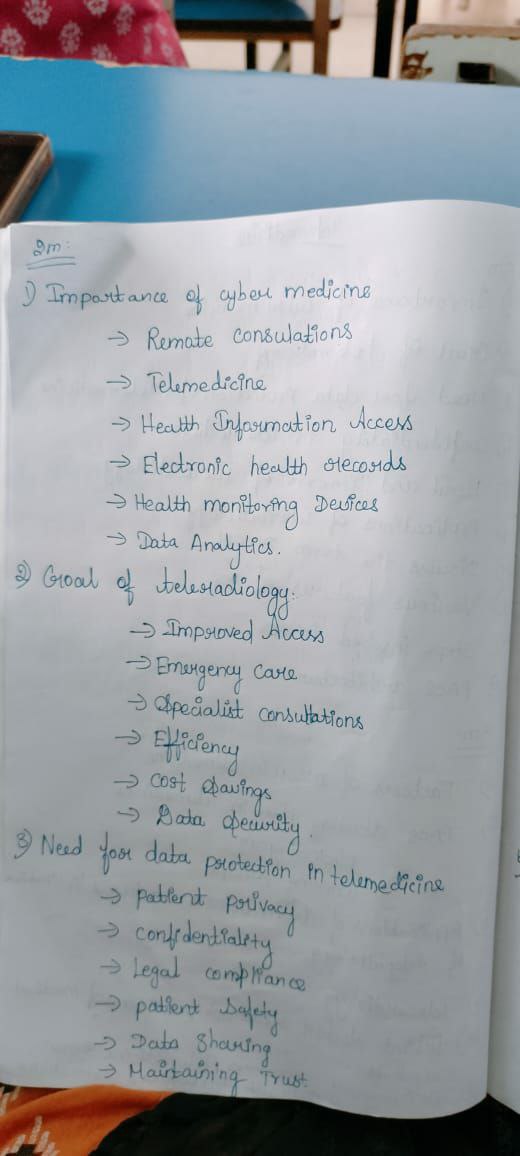 2m:
1) Importance of cyber medicine
→ Remote consulations
→ Telemedicine
→ Health Information Access
→ Electronic health records
→ Health monitoring Devices
→ Data Analytics.
2) Goal of teleradiology:
→ Improved Access
→ Emergency Care
→ Specialist consultations
→ Efficiency
→ Cost Savings
→ Data Security.
3) Need foor data protection in telemedicine
→ patient privacy
→ confidentiality
→ Legal compliance
→ patient Safety
→ Data Sharing
→ Maintaining Trust